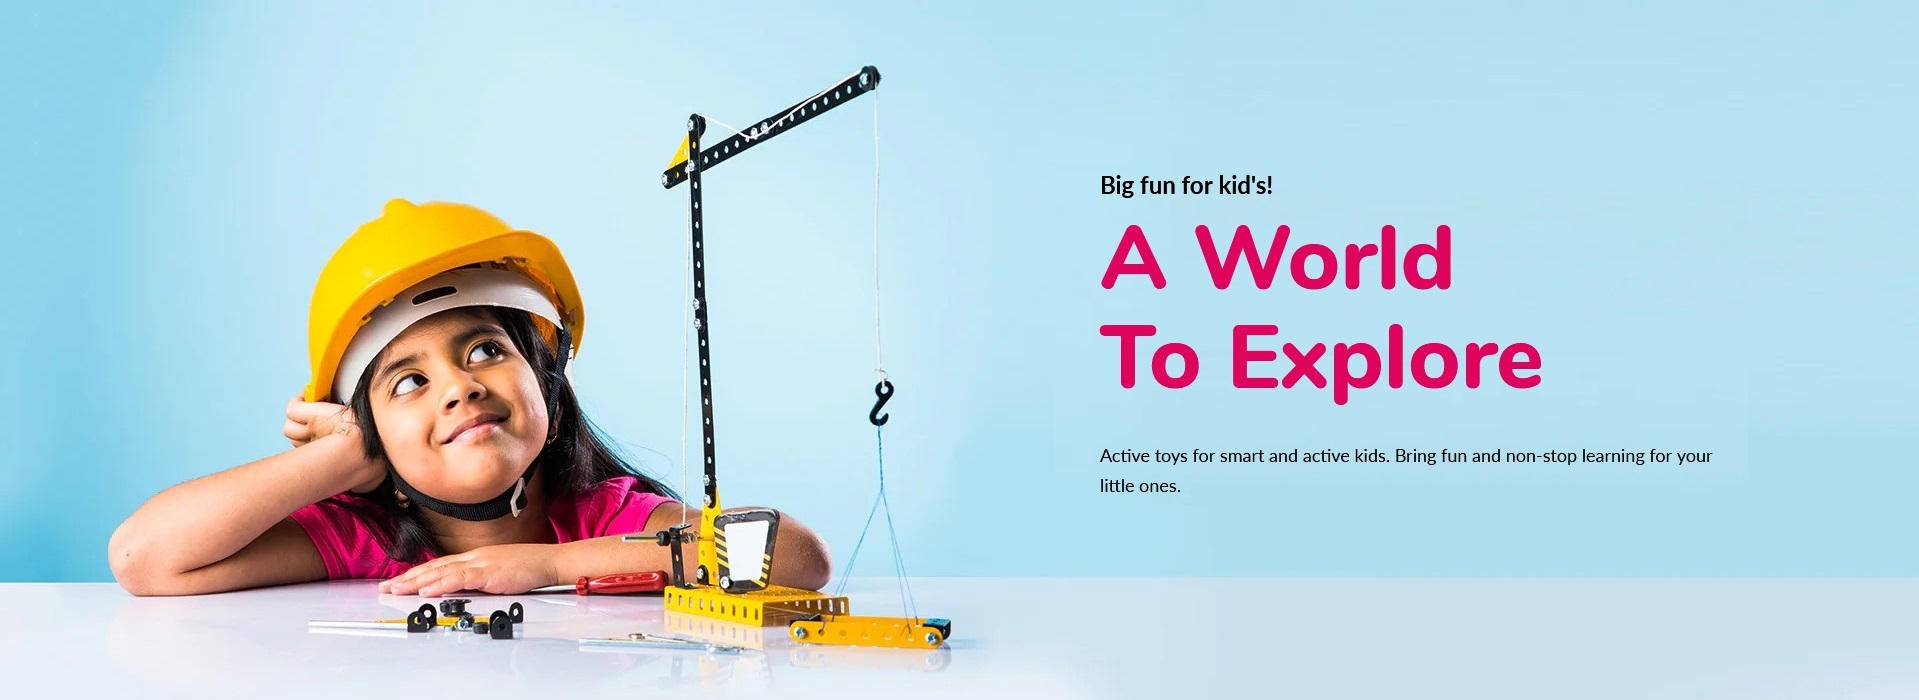 Big fun for kid's!
A World
To Explore
Active toys for smart and active kids. Bring fun and non-stop learning for your
little ones.